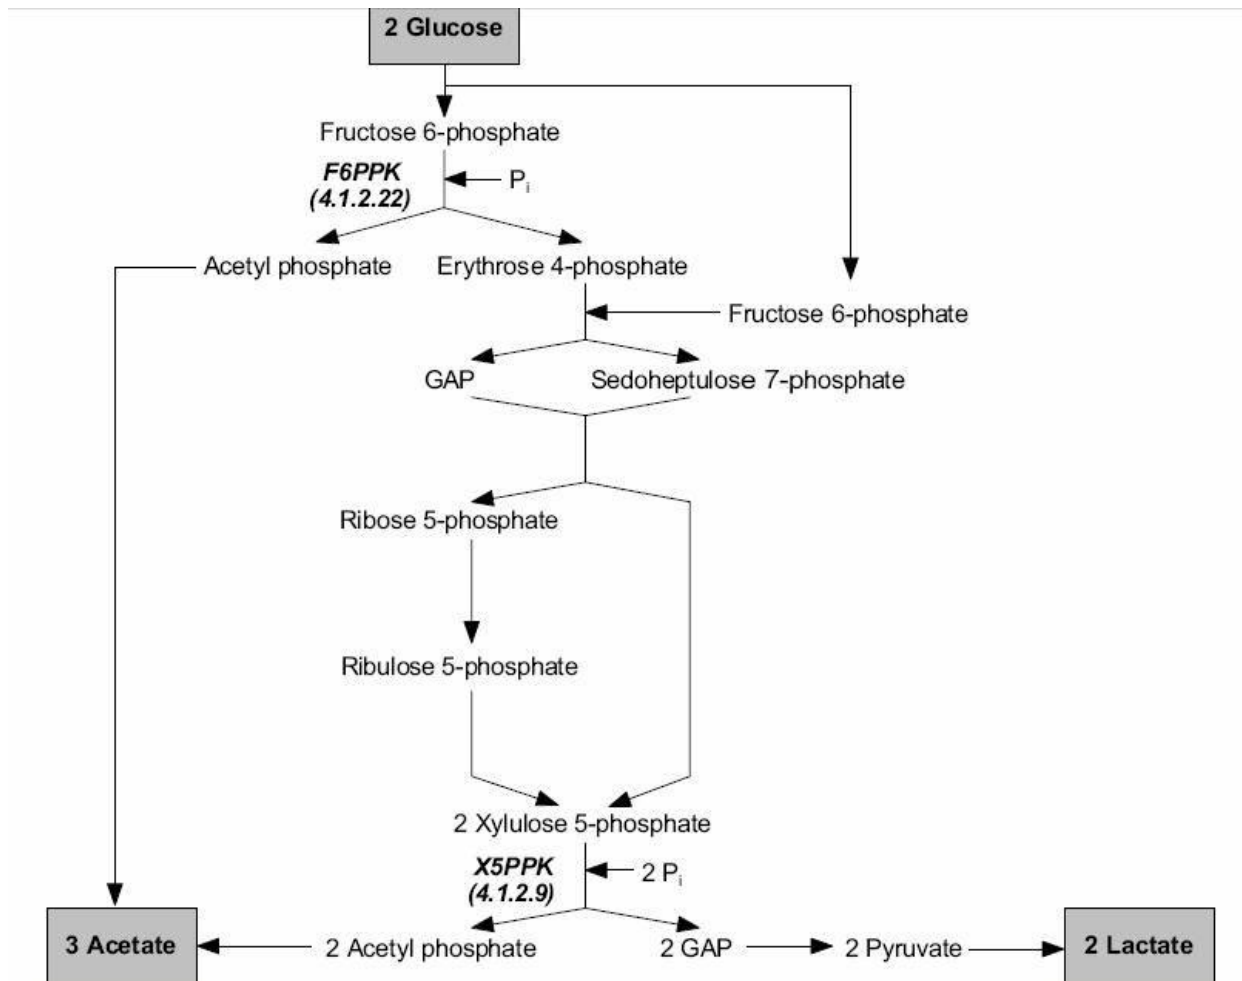 2 Glucose
Fructose 6-phosphate
F6PPK
(4.1.2.22)
Pi
Acetyl phosphate
Erythrose 4-phosphate
Fructose 6-phosphate
GAP
Sedoheptulose 7-phosphate
Ribose 5-phosphate
Ribulose 5-phosphate
2 Xylulose 5-phosphate
X5PPK
(4.1.2.9)
2 Pi
3 Acetate
2 Acetyl phosphate
2 GAP
2 Pyruvate
2 Lactate